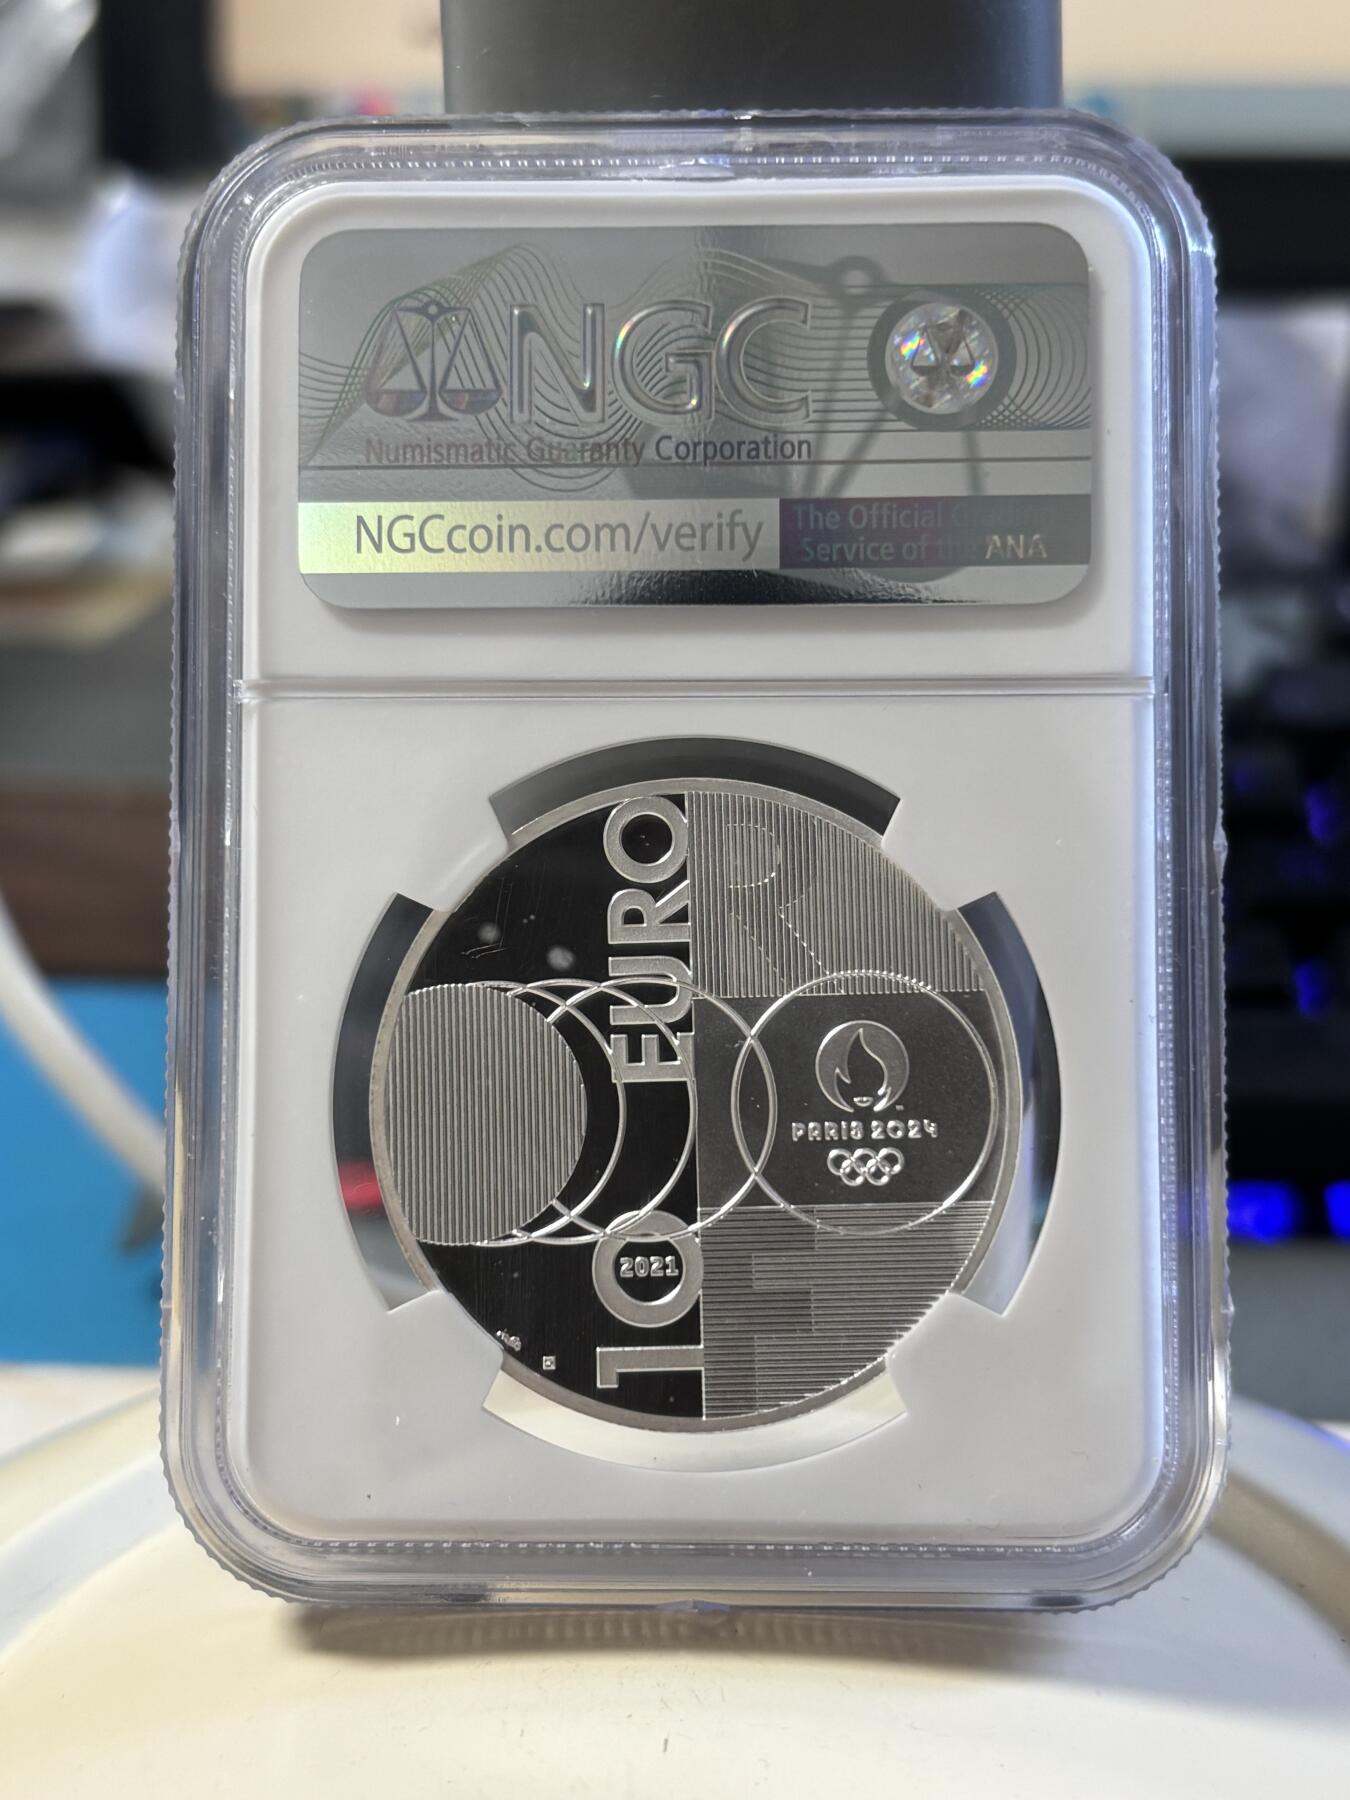 NGC
Numismatic Guaranty Corporation
NGCcoin.com/verify
The Official Grading
Service of the ANA
10 EURO
2021
RF
PARIS 2024